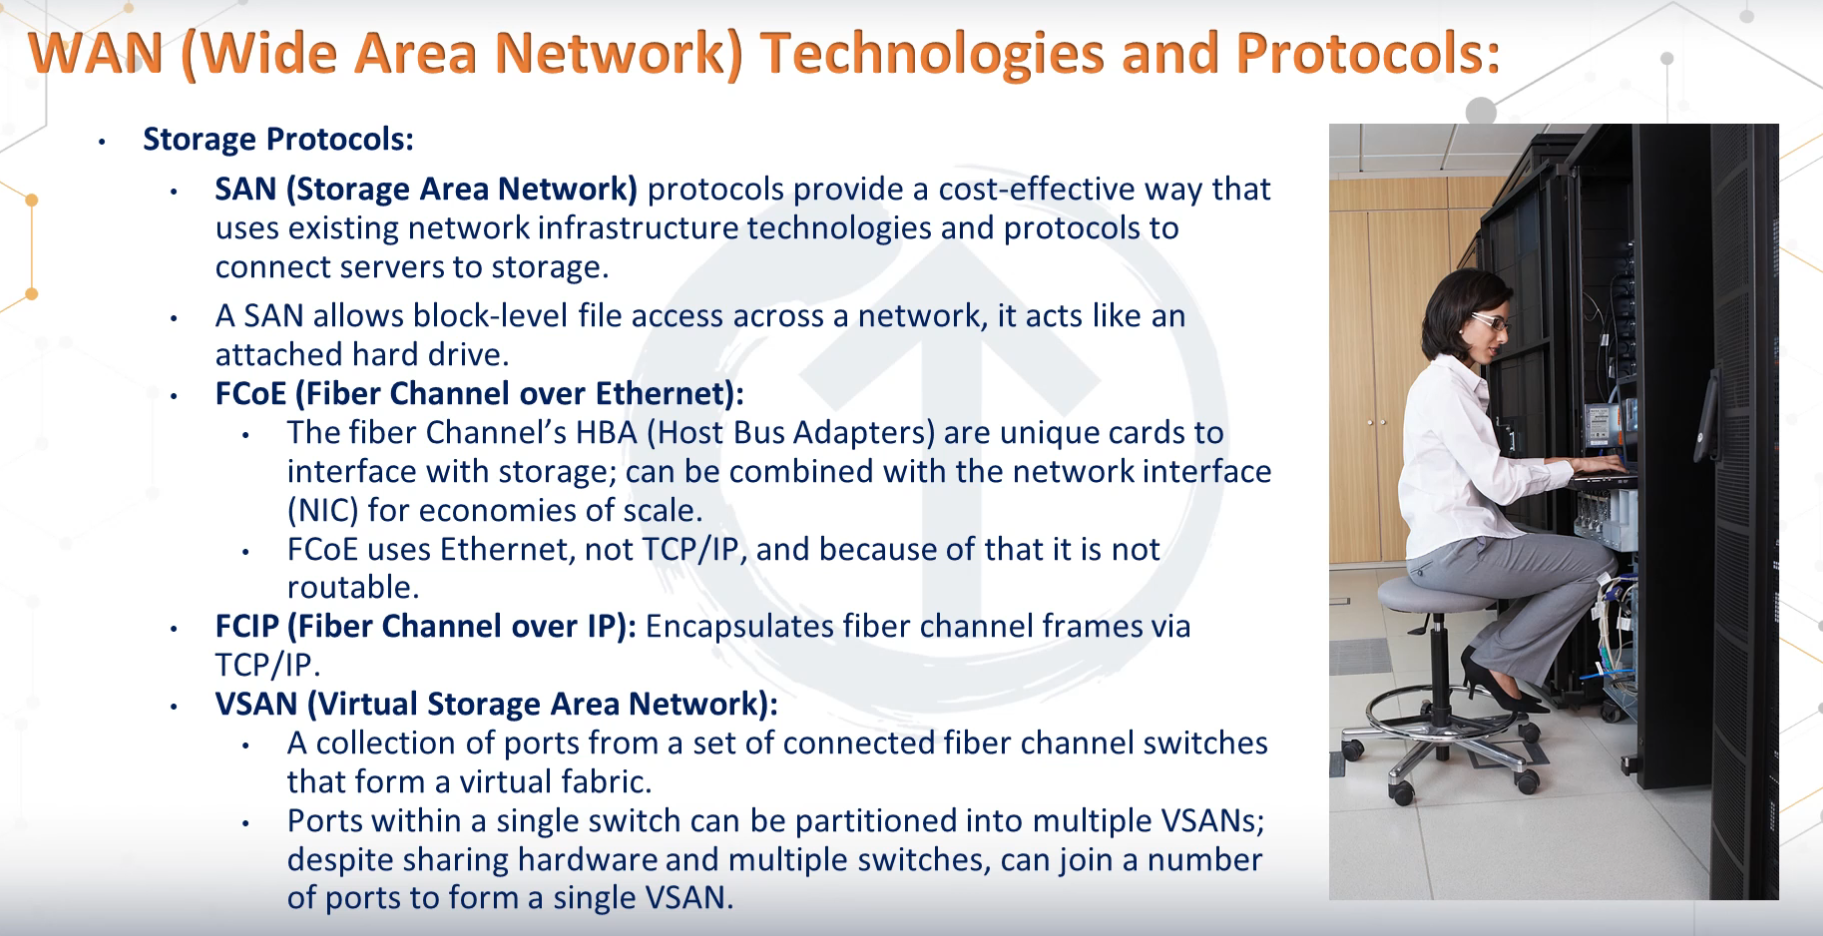 WAN (Wide Area Network) Technologies and Protocols:
• Storage Protocols:
• SAN (Storage Area Network) protocols provide a cost-effective way that
uses existing network infrastructure technologies and protocols to
connect servers to storage.
• A SAN allows block-level file access across a network, it acts like an
attached hard drive.
• FCoE (Fiber Channel over Ethernet):
• The fiber Channel’s HBA (Host Bus Adapters) are unique cards to
interface with storage; can be combined with the network interface
(NIC) for economies of scale.
• FCoE uses Ethernet, not TCP/IP, and because of that it is not
routable.
• FCIP (Fiber Channel over IP): Encapsulates fiber channel frames via
TCP/IP.
• VSAN (Virtual Storage Area Network):
• A collection of ports from a set of connected fiber channel switches
that form a virtual fabric.
• Ports within a single switch can be partitioned into multiple VSANs;
despite sharing hardware and multiple switches, can join a number
of ports to form a single VSAN.